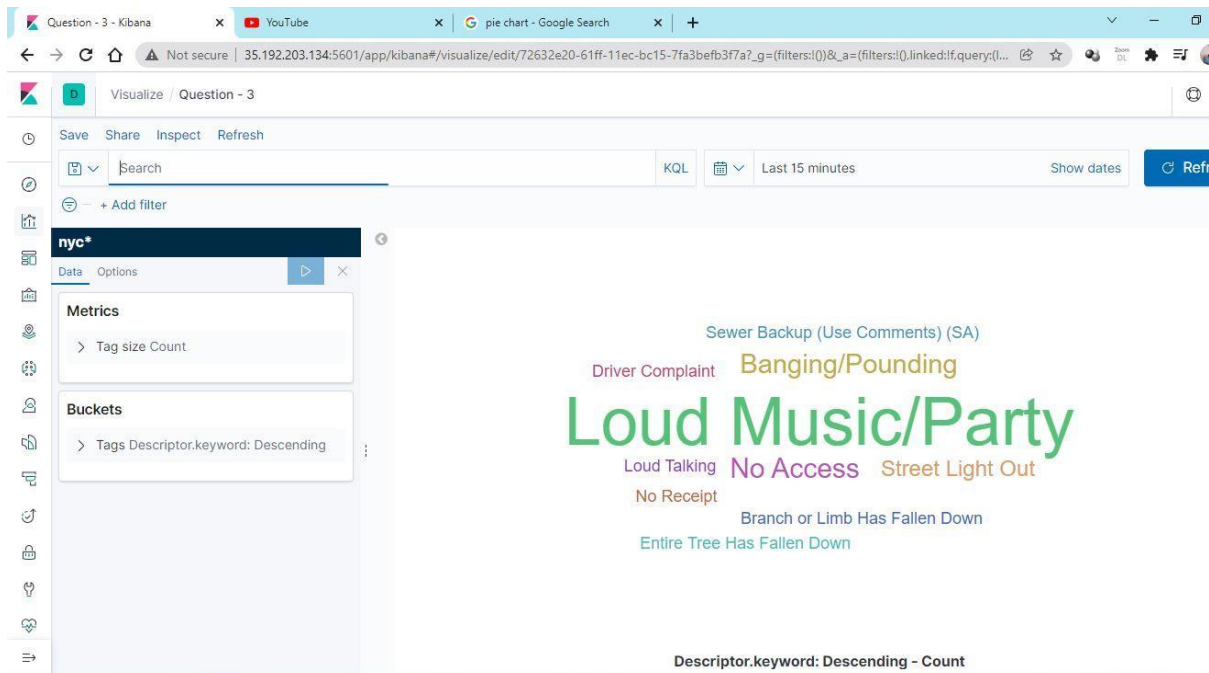 Question - 3 - Kibana
YouTube
pie chart - Google Search
Not secure | 35.192.203.134:5601/app/kibana#/visualize/edit/72632e20-61ff-11ec-bc15-7fa3befb3f7a?_g=(filters:!())&_a=(filters:!(),linked:!f,query:(l...
Zoom
DL
D Visualize / Question - 3
Save Share Inspect Refresh
Search KQL Last 15 minutes Show dates Refr
+ Add filter
nyc*
Data Options
Metrics
Tag size Count
Buckets
Tags Descriptor.keyword: Descending
Sewer Backup (Use Comments) (SA)
Driver Complaint Banging/Pounding
Loud Music/Party
Loud Talking No Access Street Light Out
No Receipt
Branch or Limb Has Fallen Down
Entire Tree Has Fallen Down
Descriptor.keyword: Descending - Count